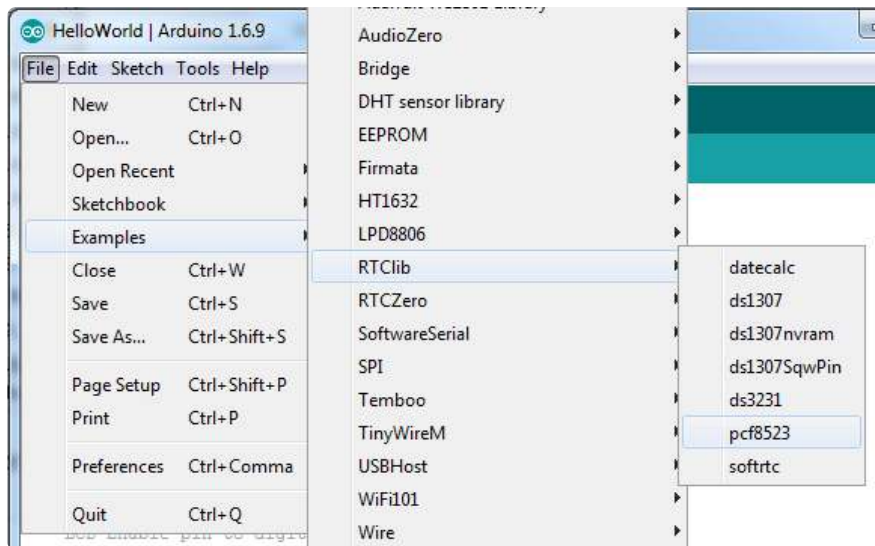 HelloWorld | Arduino 1.6.9
File Edit Sketch Tools Help
New Ctrl+N
Open... Ctrl+O
Open Recent
Sketchbook
Examples
Close Ctrl+W
Save Ctrl+S
Save As... Ctrl+Shift+S
Page Setup Ctrl+Shift+P
Print Ctrl+P
Preferences Ctrl+Comma
Quit Ctrl+Q
AudioZero
Bridge
DHT sensor library
EEPROM
Firmata
HT1632
LPD8806
RTClib
RTCZero
SoftwareSerial
SPI
Temboo
TinyWireM
USBHost
WiFi101
Wire
datecalc
ds1307
ds1307nvram
ds1307SqwPin
ds3231
pcf8523
softrtc